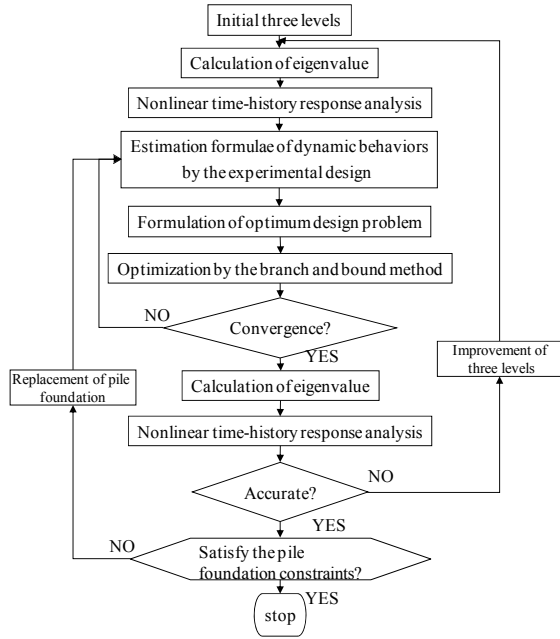 Initial three levels
Calculation of eigenvalue
Nonlinear time-history response analysis
Estimation formulae of dynamic behaviors
by the experimental design
Formulation of optimum design problem
Optimization by the branch and bound method
NO
Convergence?
YES
Improvement of
three levels
Replacement of pile
foundation
Calculation of eigenvalue
Nonlinear time-history response analysis
NO
Accurate?
YES
NO
Satisfy the pile
foundation constraints?
YES
stop